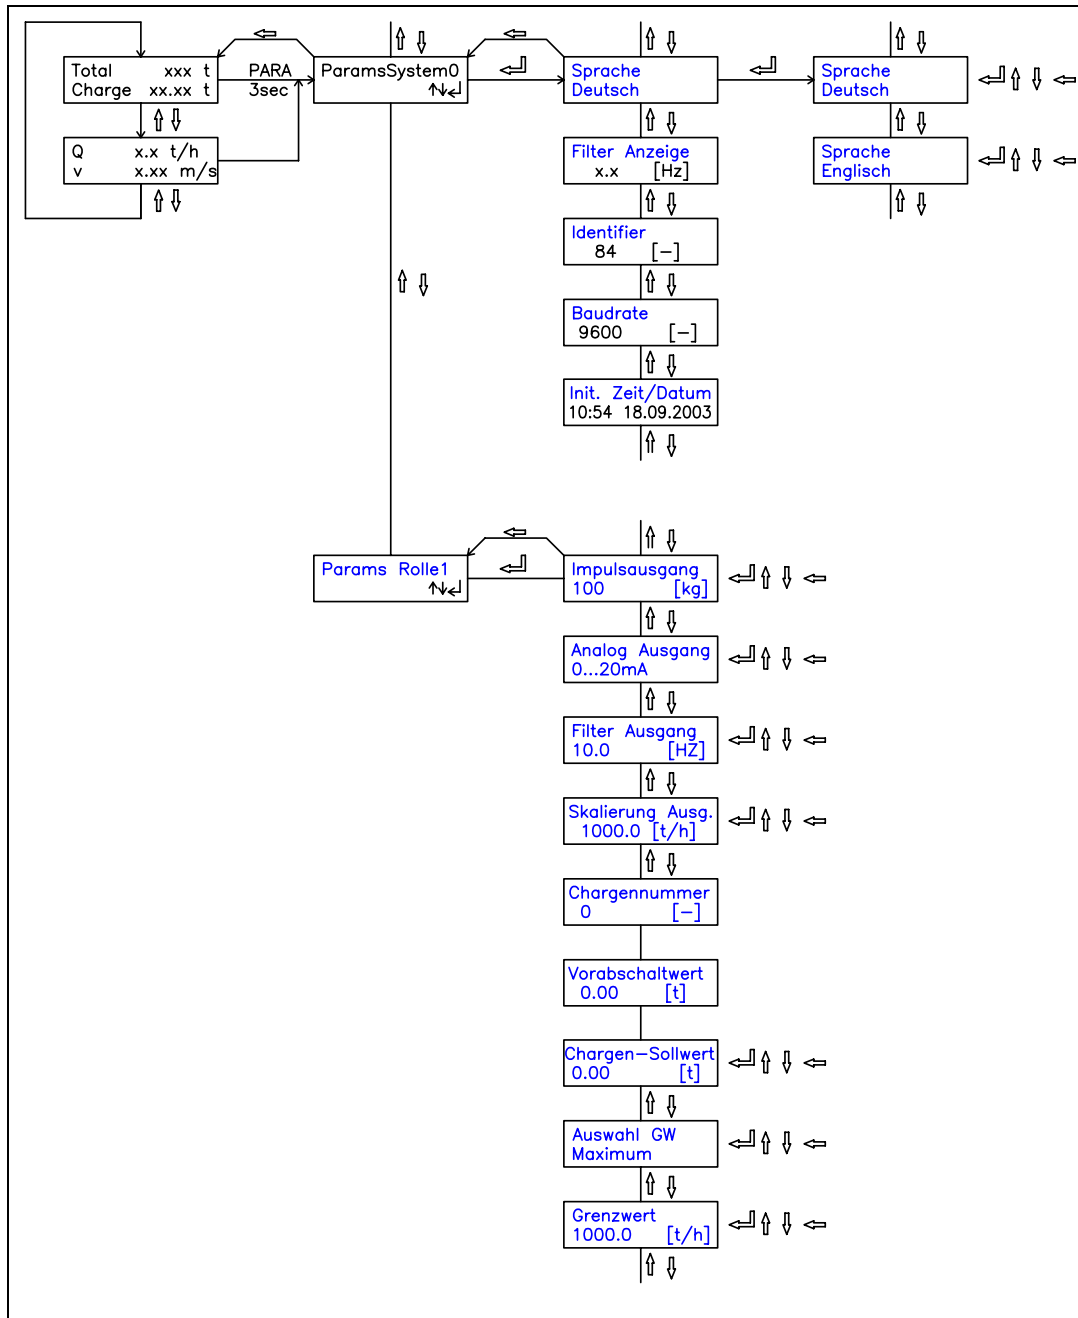 Total xxx t
Charge xx.xx t
PARA
3sec
ParamsSystem0
Sprache
Deutsch
Sprache
Deutsch
Q x.x t/h
v x.xx m/s
Filter Anzeige
x.x [Hz]
Sprache
Englisch
Identifier
84 [-]
Baudrate
9600 [-]
Init. Zeit/Datum
10:54 18.09.2003
Params Rolle1
Impulsausgang
100 [kg]
Analog Ausgang
0...20mA
Filter Ausgang
10.0 [HZ]
Skalierung Ausg.
1000.0 [t/h]
Chargennummer
0 [-]
Vorabschaltwert
0.00 [t]
Chargen-Sollwert
0.00 [t]
Auswahl GW
Maximum
Grenzwert
1000.0 [t/h]